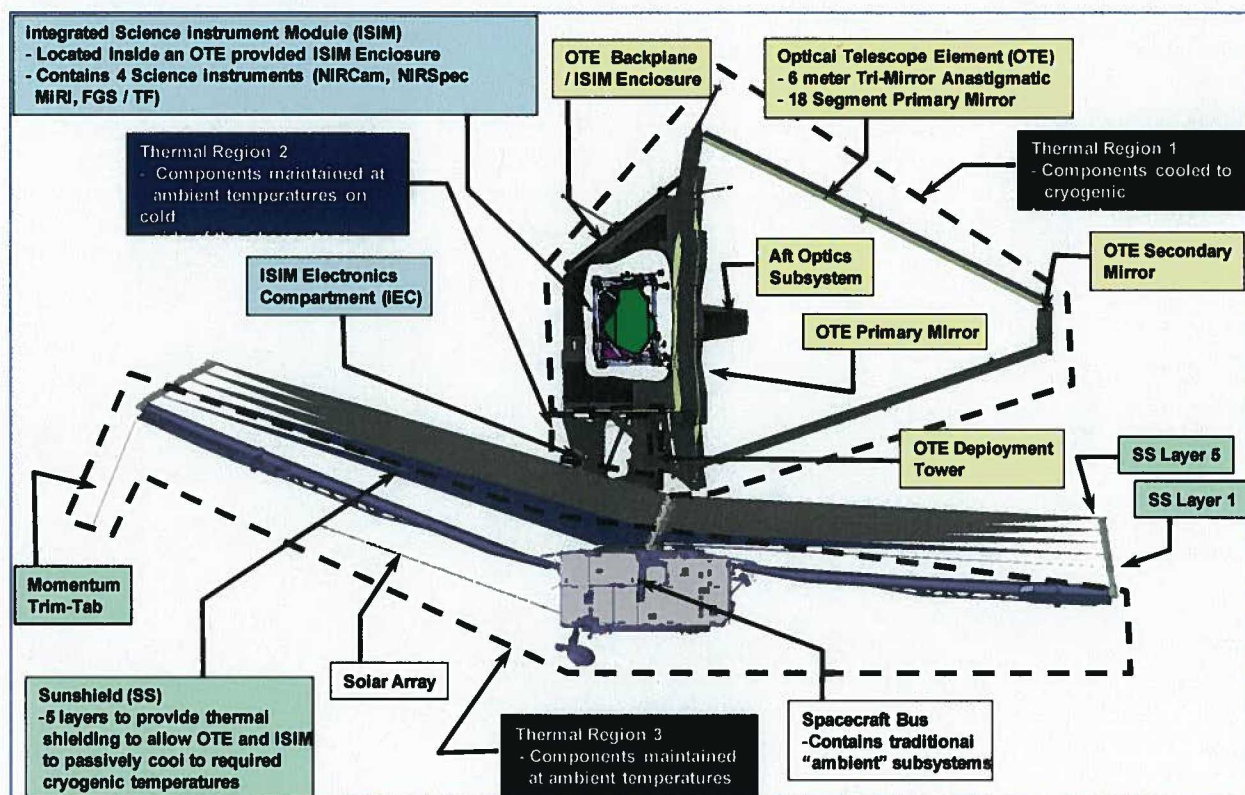 Integrated Science Instrument Module (ISIM)
- Located Inside an OTE provided ISIM Enclosure
- Contains 4 Science Instruments (NIRCam, NIRSpec
MIRI, FGS / TF)
OTE Backplane
/ ISIM Enclosure
Optical Telescope Element (OTE)
- 6 meter Tri-Mirror Anastigmatic
- 18 Segment Primary Mirror
Thermal Region 2
- Components maintained at
ambient temperatures on
cold
Thermal Region 1
- Components cooled to
cryogenic
ISIM Electronics
Compartment (IEC)
Aft Optics
Subsystem
OTE Secondary
Mirror
OTE Primary Mirror
OTE Deployment
Tower
SS Layer 5
SS Layer 1
Momentum
Trim-Tab
Solar Array
Sunshield (SS)
-5 layers to provide thermal
shielding to allow OTE and ISIM
to passively cool to required
cryogenic temperatures
Thermal Region 3
- Components maintained
at ambient temperatures
Spacecraft Bus
-Contains traditional
"ambient" subsystems